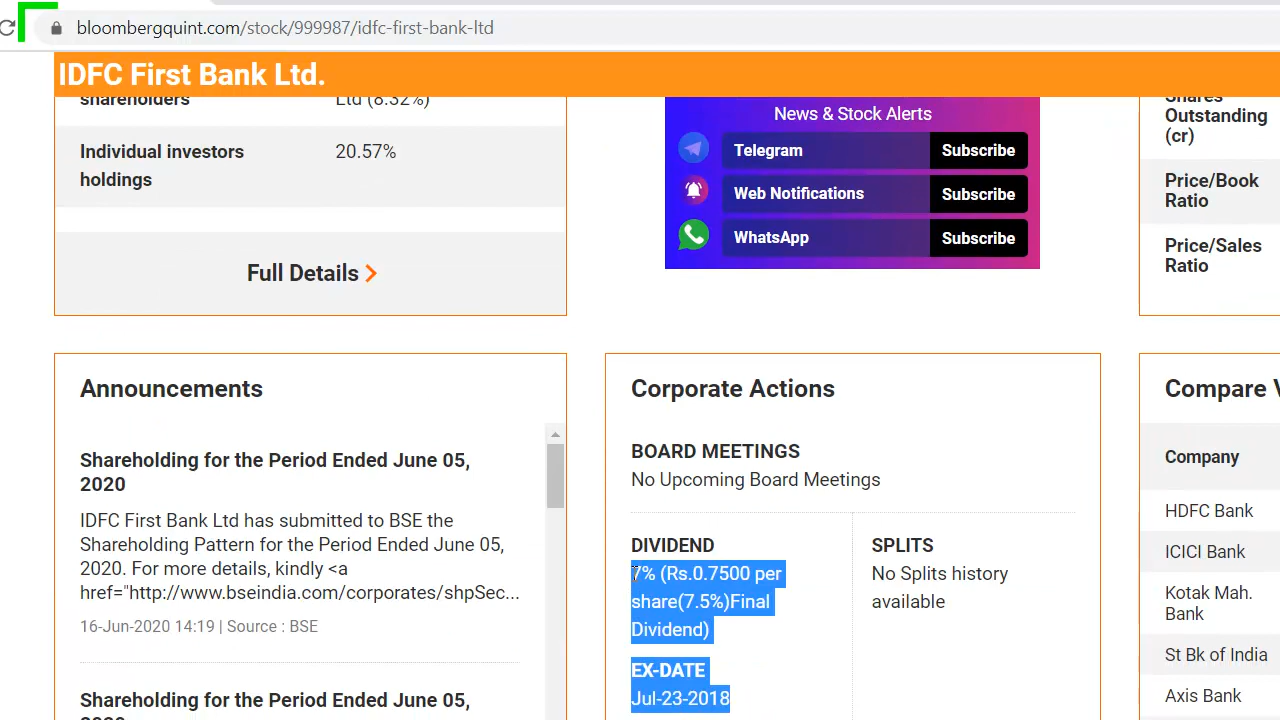 bloombergquint.com/stock/999987/idfc-first-bank-ltd
IDFC First Bank Ltd.
shareholders
Ltd (8.32%)
Individual investors
holdings
20.57%
Full Details
News & Stock Alerts
Telegram
Subscribe
Web Notifications
Subscribe
WhatsApp
Subscribe
Shares
Outstanding
(cr)
Price/Book
Ratio
Price/Sales
Ratio
Announcements
Shareholding for the Period Ended June 05,
2020
IDFC First Bank Ltd has submitted to BSE the
Shareholding Pattern for the Period Ended June 05,
2020. For more details, kindly <a
href="http://www.bseindia.com/corporates/shpSec...
16-Jun-2020 14:19 | Source : BSE
Shareholding for the Period Ended June 05,
2020
Corporate Actions
BOARD MEETINGS
No Upcoming Board Meetings
DIVIDEND
7% (Rs.0.7500 per
share(7.5%)Final
Dividend)
EX-DATE
Jul-23-2018
SPLITS
No Splits history
available
Compare
Company
HDFC Bank
ICICI Bank
Kotak Mah.
Bank
St Bk of India
Axis Bank